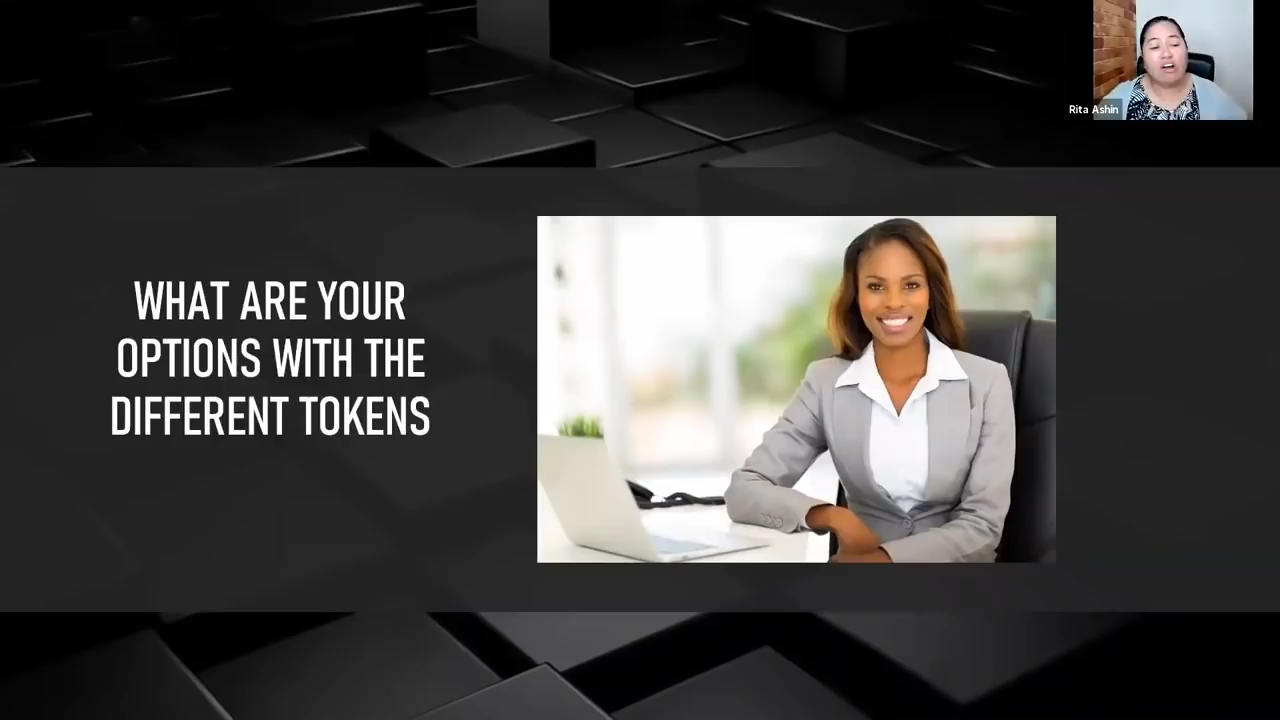 Rita Ashin
WHAT ARE YOUR
OPTIONS WITH THE
DIFFERENT TOKENS